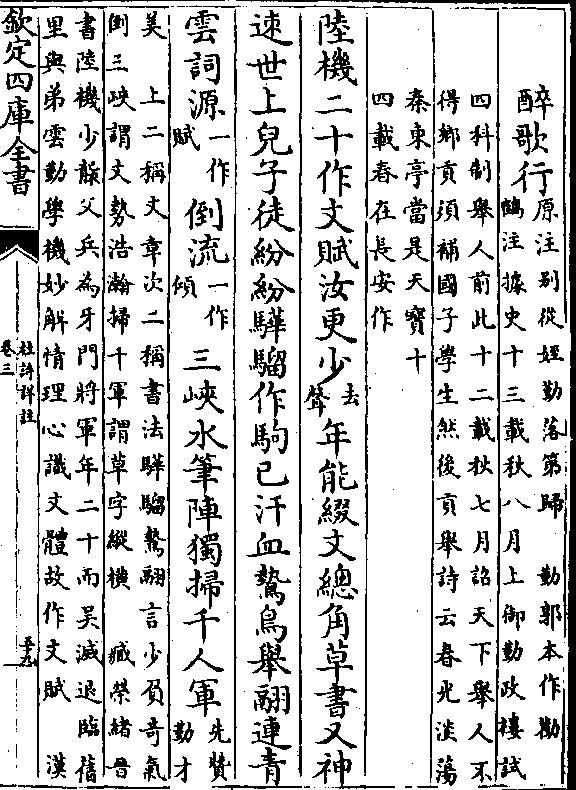 醉歌行原注别從姪勤落第歸　勤郭本作勸
鶴注據史十三載秋八月上御勤政樓試
四科制舉人前此十二載秋七月詔天下舉人不
得鄉貢須補國子學生然後貢舉詩云春光淡蕩
秦東亭當是天寶十
四載春在長安作
陸機二十作文賦汝更少去聲年能綴文總角草書又神
速世上兒子徒紛紛驊騮作駒已汗血鷙鳥舉翮連青
雲詞源一作賦倒流一作傾三峽水筆陣獨掃千人軍先贊勤才
美　上二稱文章次二稱書法驊騮鷙翮言少負奇氣
倒三峽謂文勢浩瀚掃千軍謂草字縱横　臧榮緒晉
書陸機少襲父兵為牙門將軍年二十而吳滅退臨舊
里與弟雲勤學機妙解情理心識文體故作文賦　漢
欽定四庫全書
杜詩詳註
卷三
五十九